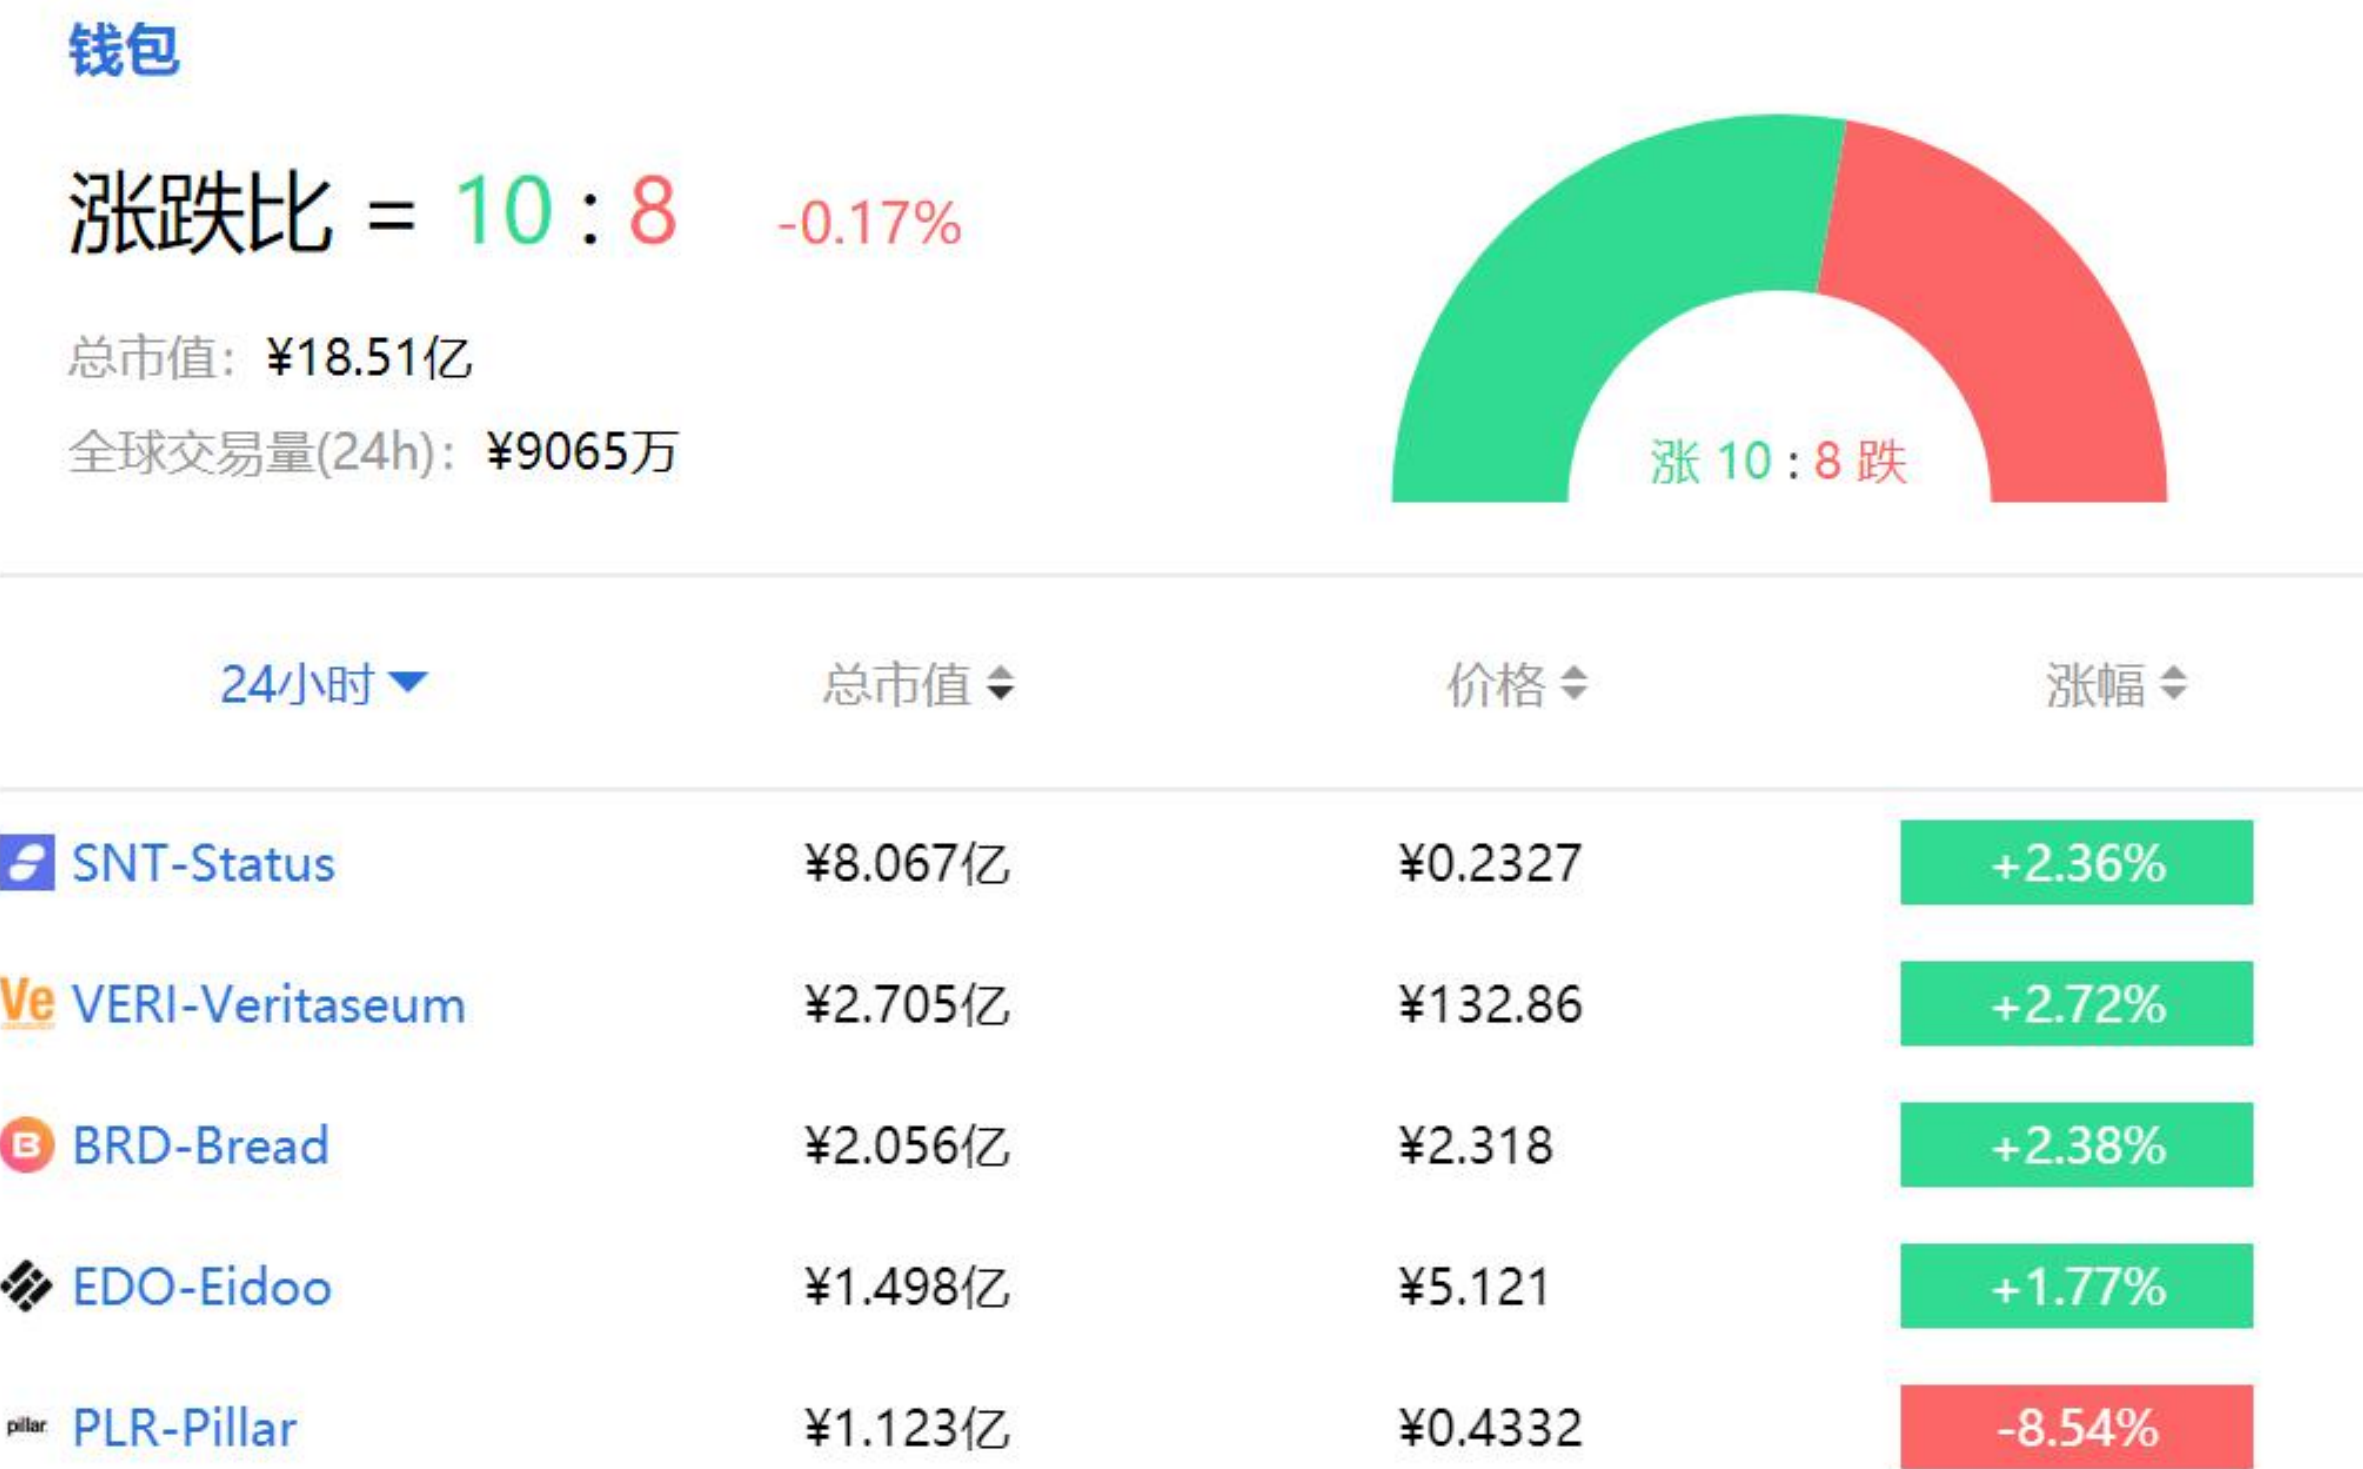 钱包
涨跌比 = 10 : 8 -0.17%
总市值: ¥18.51亿
全球交易量(24h): ¥9065万
涨 10 : 8 跌
24小时 总市值 价格 涨幅
SNT-Status ¥8.067亿 ¥0.2327 +2.36%
Ve VERI-Veritaseum ¥2.705亿 ¥132.86 +2.72%
B BRD-Bread ¥2.056亿 ¥2.318 +2.38%
EDO-Eidoo ¥1.498亿 ¥5.121 +1.77%
pillar PLR-Pillar ¥1.123亿 ¥0.4332 -8.54%